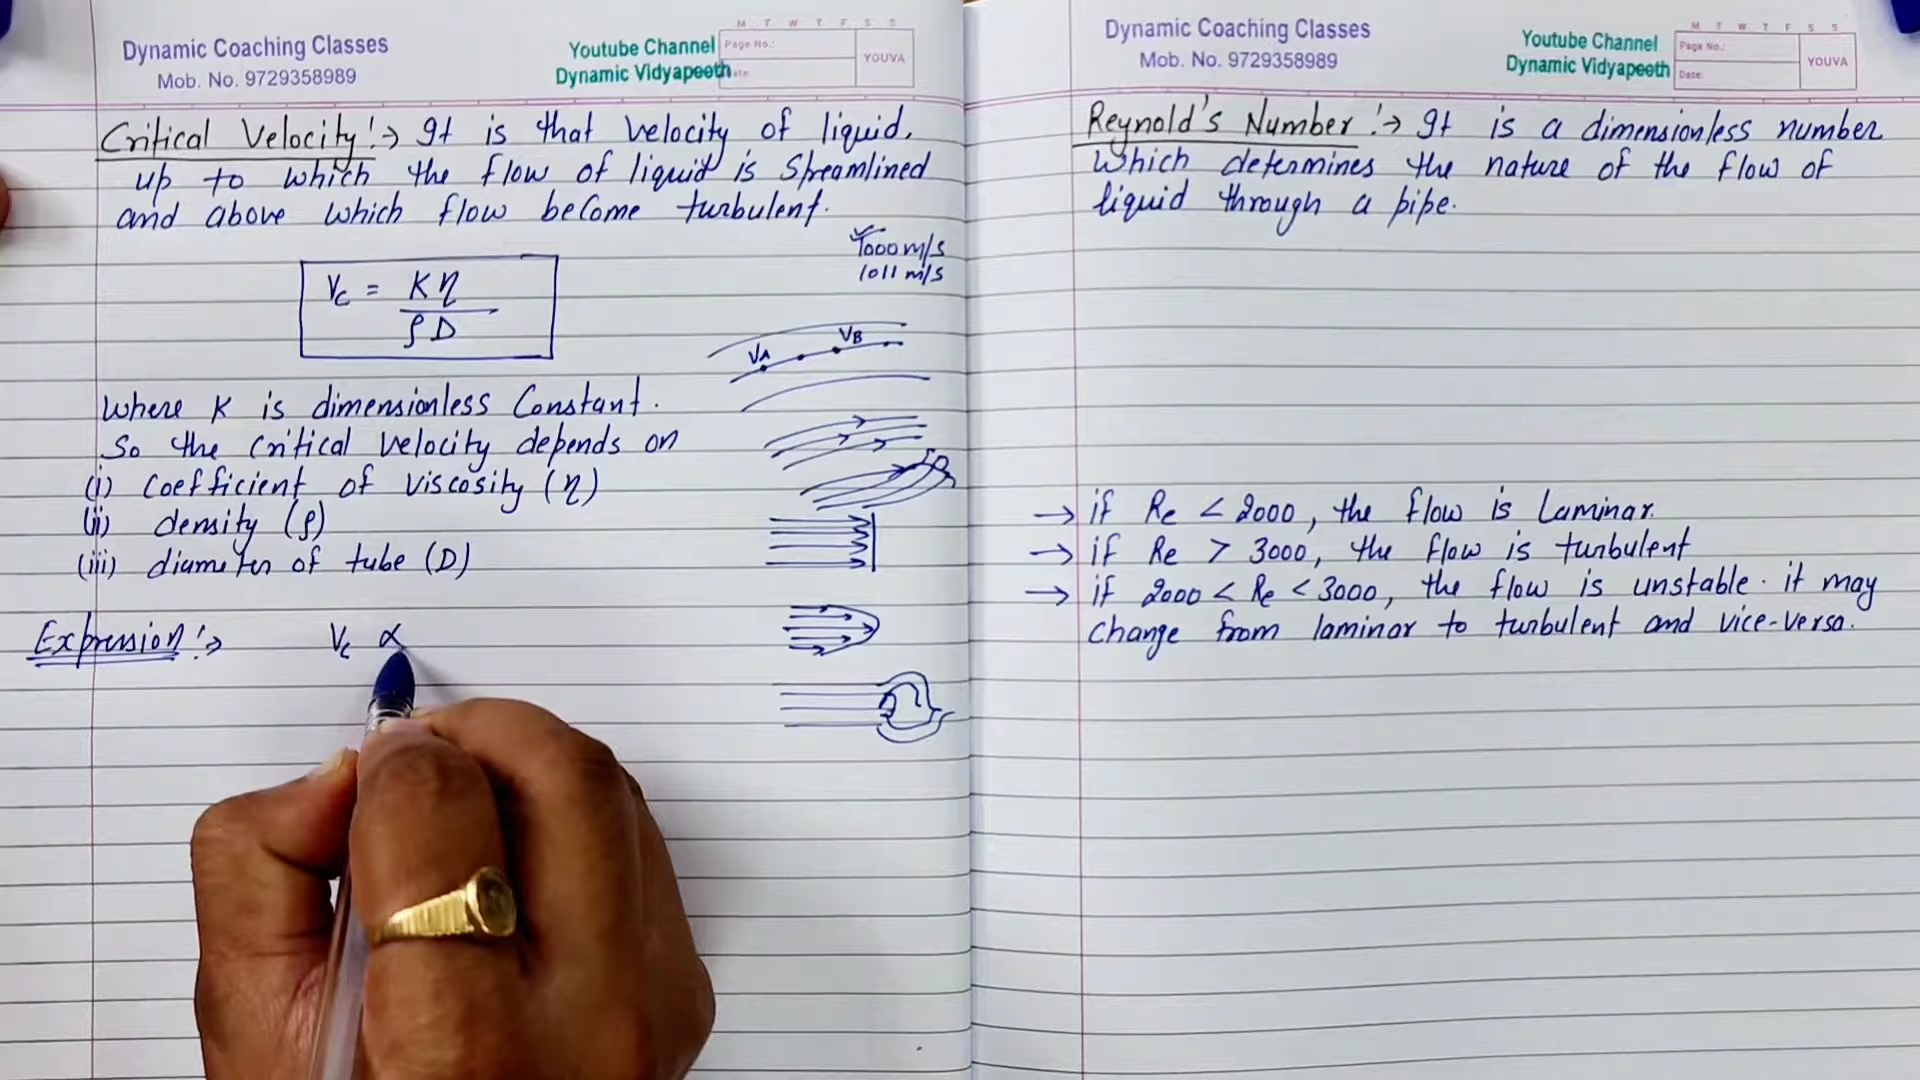 Dynamic Coaching Classes
Mob. No. 9729358989
Youtube Channel
Dynamic Vidyapeeth
M T W T F S S
Page No.:
YOUVA
Critical Velocity :→ It is that velocity of liquid,
up to which the flow of liquid is Streamlined
and above which flow become turbulent.
1000 m/s
1011 m/s
Vc = Kη
ρD
VA
VB
Where K is dimensionless Constant.
So the Critical velocity depends on
(i) Coefficient of viscosity (η)
(ii) density (ρ)
(iii) diameter of tube (D)
Expression :→ Vc ∝
Dynamic Coaching Classes
Mob. No. 9729358989
Youtube Channel
Dynamic Vidyapeeth
M T W T F S S
Page No.:
Date:
YOUVA
Reynold's Number :→ It is a dimensionless number
which determines the nature of the flow of
liquid through a pipe.
→ if Re < 2000, the flow is Laminar.
→ if Re > 3000, the flow is turbulent
→ if 2000 < Re < 3000, the flow is unstable. it may
change from laminar to turbulent and vice-versa.